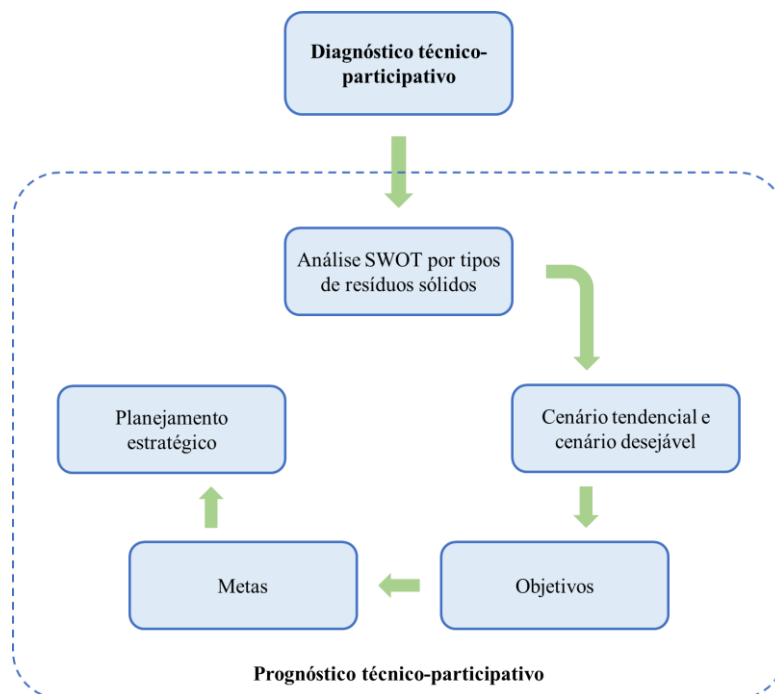 Diagnóstico técnico-
participativo
Análise SWOT por tipos
de resíduos sólidos
Cenário tendencial e
cenário desejável
Objetivos
Metas
Planejamento
estratégico
Prognóstico técnico-participativo